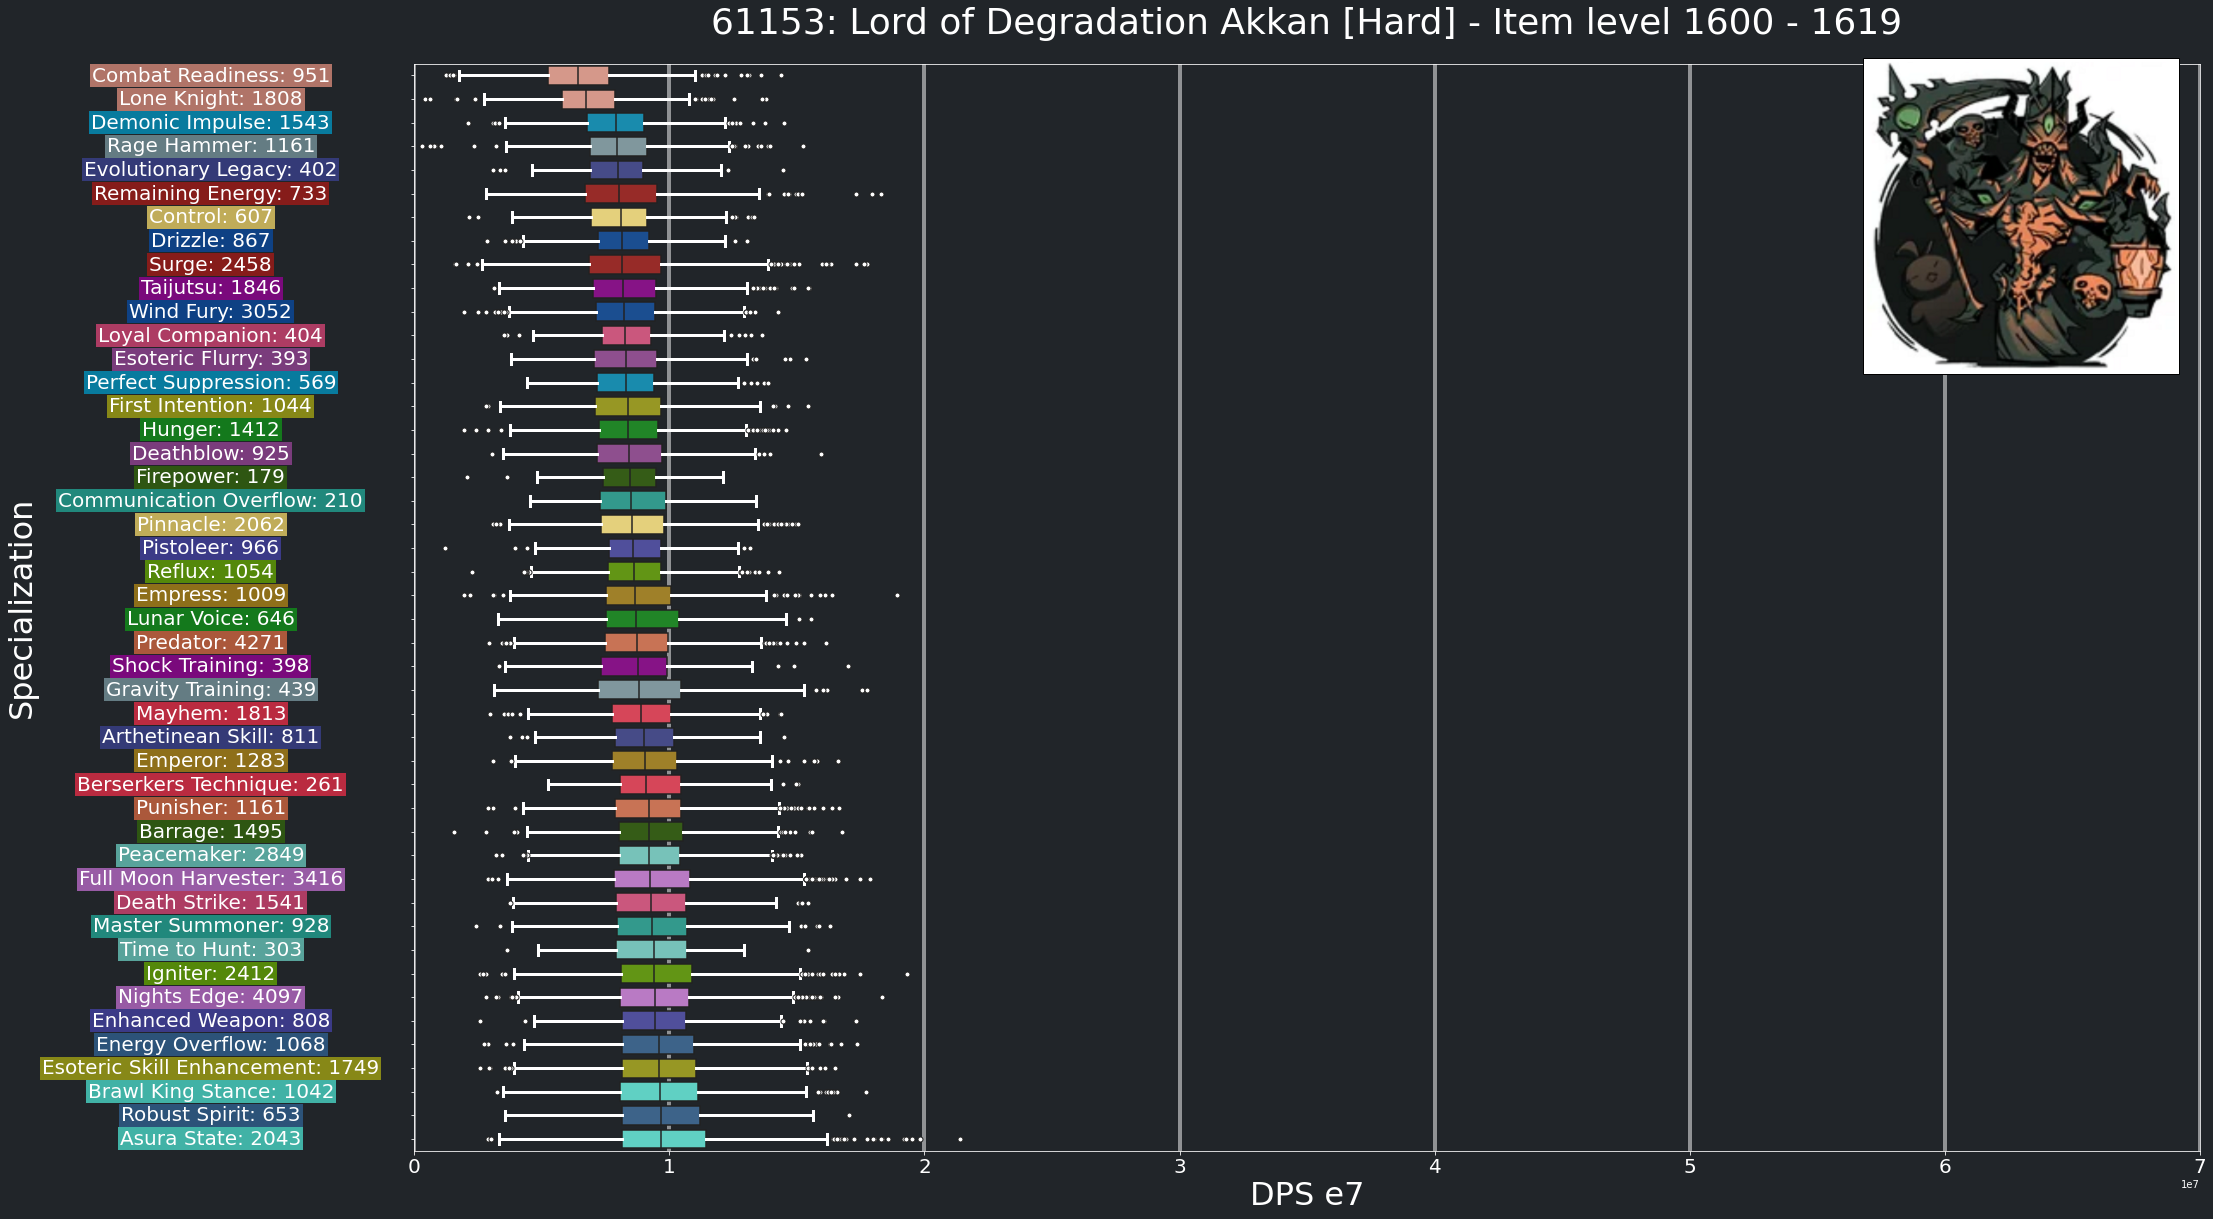 61153: Lord of Degradation Akkan [Hard] - Item level 1600 - 1619
Combat Readiness: 951
Lone Knight: 1808
Demonic Impulse: 1543
Rage Hammer: 1161
Evolutionary Legacy: 402
Remaining Energy: 733
Control: 607
Drizzle: 867
Surge: 2458
Taijutsu: 1846
Wind Fury: 3052
Loyal Companion: 404
Esoteric Flurry: 393
Perfect Suppression: 569
First Intention: 1044
Hunger: 1412
Deathblow: 925
Firepower: 179
Communication Overflow: 210
Pinnacle: 2062
Pistoleer: 966
Reflux: 1054
Empress: 1009
Lunar Voice: 646
Predator: 4271
Shock Training: 398
Gravity Training: 439
Mayhem: 1813
Arthetinean Skill: 811
Emperor: 1283
Berserkers Technique: 261
Punisher: 1161
Barrage: 1495
Peacemaker: 2849
Full Moon Harvester: 3416
Death Strike: 1541
Master Summoner: 928
Time to Hunt: 303
Igniter: 2412
Nights Edge: 4097
Enhanced Weapon: 808
Energy Overflow: 1068
Esoteric Skill Enhancement: 1749
Brawl King Stance: 1042
Robust Spirit: 653
Asura State: 2043
Specialization
0 1 2 3 4 5 6 7
1e7
DPS e7